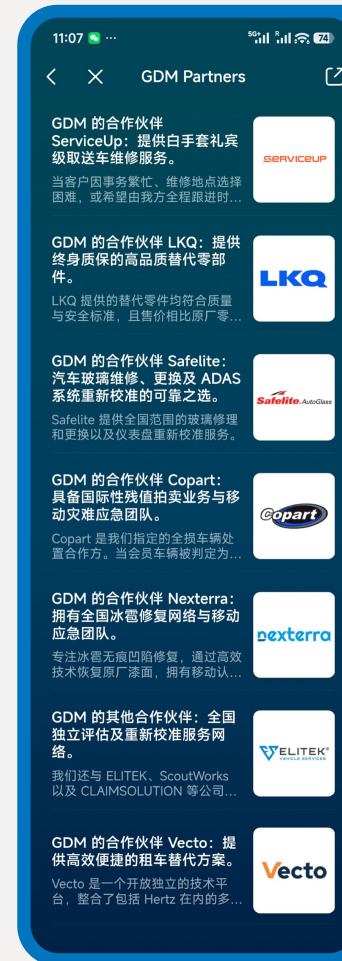 11:07
5G+ R 74
GDM Partners
GDM 的合作伙伴
ServiceUp：提供白手套礼宾
级取送车维修服务。
当客户因事务繁忙、维修地点选择
困难，或希望由我方全程跟进时...
SERVICEUP
GDM 的合作伙伴 LKQ：提供
终身质保的高品质替代零部
件。
LKQ 提供的替代零件均符合质量
与安全标准，且售价相比原厂零...
LKQ
GDM 的合作伙伴 Safelite：
汽车玻璃维修、更换及 ADAS
系统重新校准的可靠之选。
Safelite 提供全国范围的玻璃修理
和更换以及仪表盘重新校准服务。
Safelite AutoGlass
GDM 的合作伙伴 Copart：
具备国际性残值拍卖业务与移
动灾难应急团队。
Copart 是我们指定的全损车辆处
置合作方。当会员车辆被判定为...
Copart
GDM 的合作伙伴 Nexterra：
拥有全国冰雹修复网络与移动
应急团队。
专注冰雹无痕凹陷修复，通过高效
技术恢复原厂漆面，拥有移动认...
nexterra
GDM 的其他合作伙伴：全国
独立评估及重新校准服务网
络。
我们还与 ELITEK、ScoutWorks
以及 CLAIMSOLUTION 等公司...
ELITEK®
VEHICLE SERVICES
GDM 的合作伙伴 Vecto：提
供高效便捷的租车替代方案。
Vecto 是一个开放独立的技术平
台，整合了包括 Hertz 在内的多...
Vecto